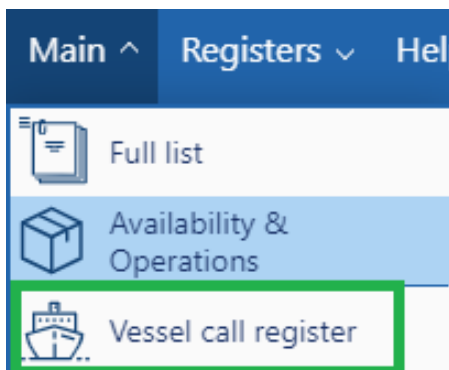 Main Registers Hel
Full list
Availability &
Operations
Vessel call register